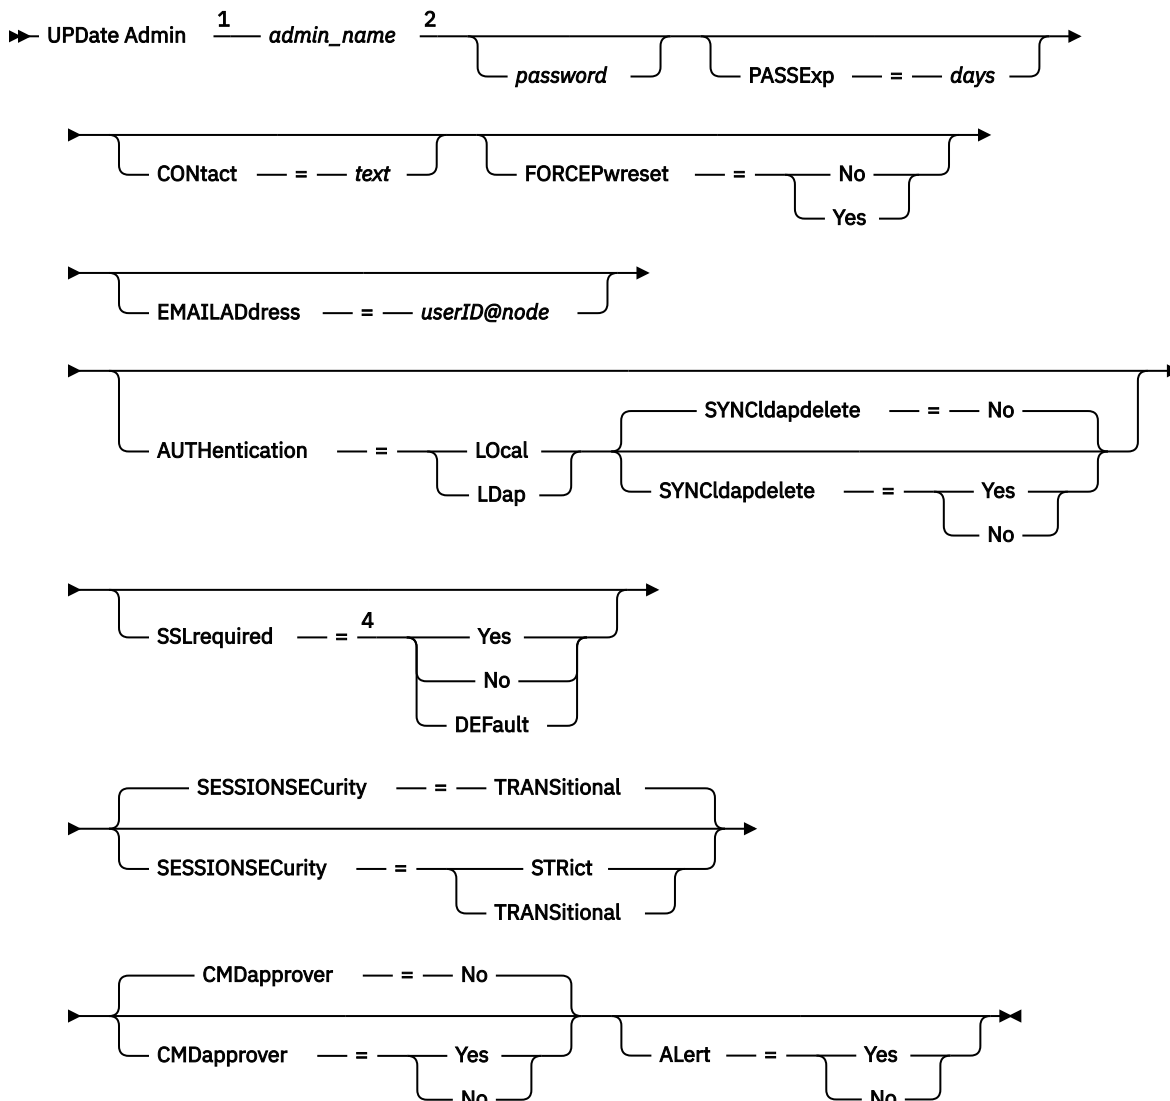 1 2
UPDate Admin admin_name
password PASSExp = days
CONtact = text FORCEPwreset = No
Yes
EMAILADdress = userID@node
SYNCldapdelete = No
AUTHentication = LOcal
LDap SYNCldapdelete = Yes
No
4
SSLrequired = Yes
No
DEFault
SESSIONSECurity = TRANSitional
SESSIONSECurity = STRict
TRANSitional
CMDapprover = No
CMDapprover = Yes ALert = Yes
No No